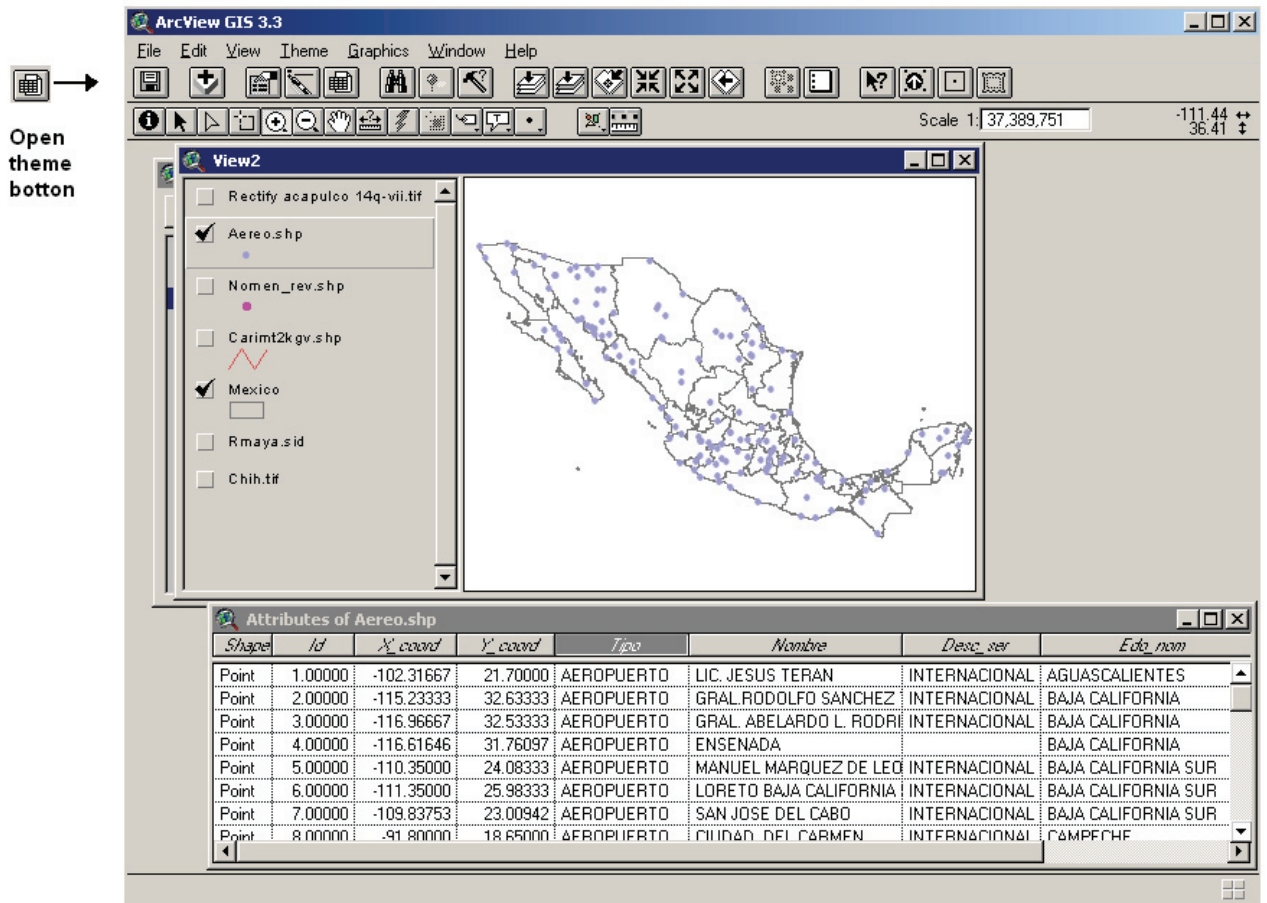 ArcView GIS 3.3
File Edit View Theme Graphics Window Help
Open
theme
botton
Scale 1: 37,389,751
-111.44
36.41
View2
Rectify acapulco 14q-vii.tif
Aereo.shp
Nomen_rev.shp
Carimt2kgv.shp
Mexico
Rmaya.sid
Chih.tif
Attributes of Aereo.shp
Shape Id X_coord Y_coord Tipo Nombre Desc_ser Edo_nom
Point 1.00000 -102.31667 21.70000 AEROPUERTO LIC. JESUS TERAN INTERNACIONAL AGUASCALIENTES
Point 2.00000 -115.23333 32.63333 AEROPUERTO GRAL.RODOLFO SANCHEZ INTERNACIONAL BAJA CALIFORNIA
Point 3.00000 -116.96667 32.53333 AEROPUERTO GRAL. ABELARDO L. RODRI INTERNACIONAL BAJA CALIFORNIA
Point 4.00000 -116.61646 31.76097 AEROPUERTO ENSENADA BAJA CALIFORNIA
Point 5.00000 -110.35000 24.08333 AEROPUERTO MANUEL MARQUEZ DE LEO INTERNACIONAL BAJA CALIFORNIA SUR
Point 6.00000 -111.35000 25.98333 AEROPUERTO LORETO BAJA CALIFORNIA INTERNACIONAL BAJA CALIFORNIA SUR
Point 7.00000 -109.83753 23.00942 AEROPUERTO SAN JOSE DEL CABO INTERNACIONAL BAJA CALIFORNIA SUR
Point 8.00000 -91.80000 18.65000 AEROPUERTO CIUDAD DEL CARMEN INTERNACIONAL CAMPECHE